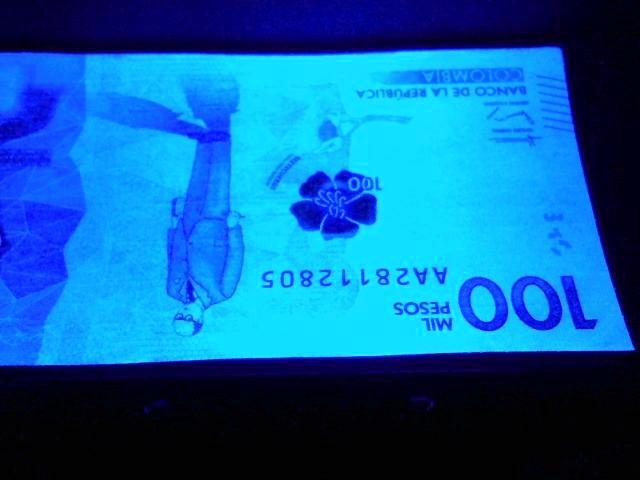 100
MIL
PESOS
AA28112805
100
BANCO DE LA REPÚBLICA
COLOMBIA